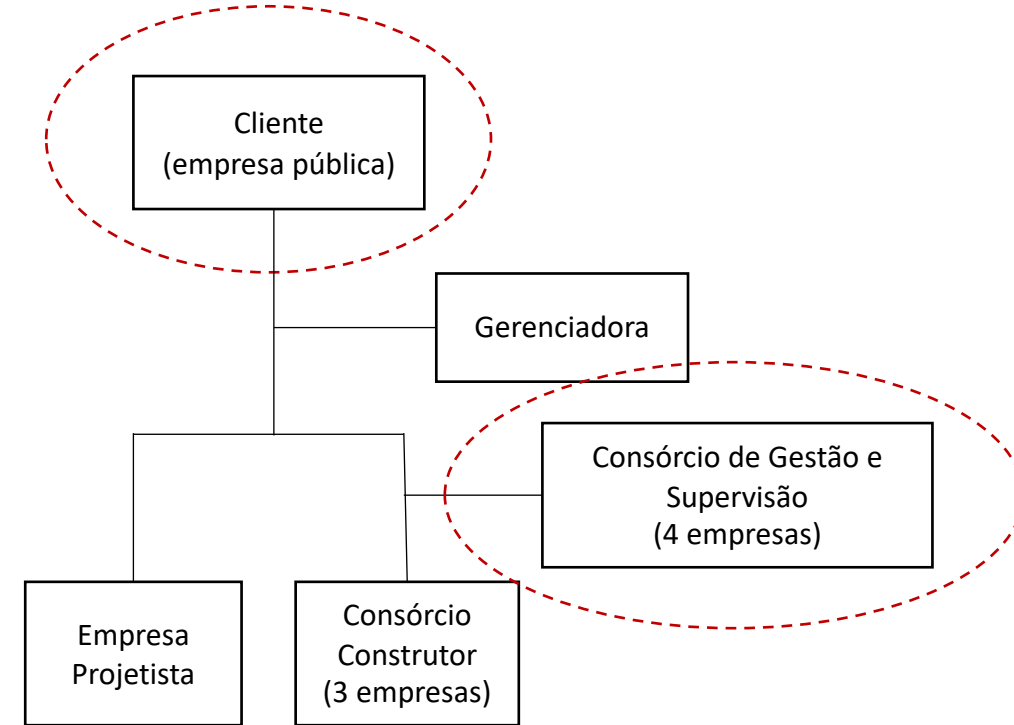 Cliente
(empresa pública)
Gerenciadora
Consórcio de Gestão e
Supervisão
(4 empresas)
Empresa
Projetista
Consórcio
Construtor
(3 empresas)